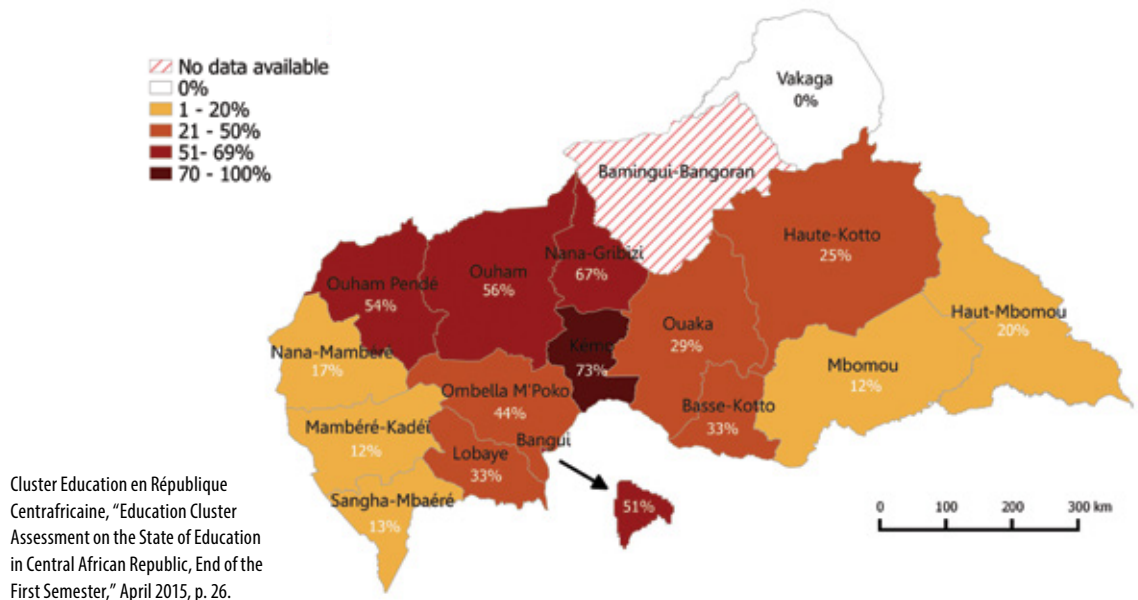 No data available
0%
1 - 20%
21 - 50%
51- 69%
70 - 100%
Vakaga
0%
Bamingui-Bangoran
Haute-Kotto
25%
Nana-Gribizi
67%
Ouham
56%
Ouham Pendé
54%
Haut-Mbomou
20%
Ouaka
29%
Kémo
73%
Nana-Mambéré
17%
Mbomou
12%
Ombella M'Poko
44%
Basse-Kotto
33%
Mambéré-Kadéï
12%
Bangui
Lobaye
33%
Sangha-Mbaéré
13%
51%
0 100 200 300 km
Cluster Education en République
Centrafricaine, “Education Cluster
Assessment on the State of Education
in Central African Republic, End of the
First Semester,” April 2015, p. 26.